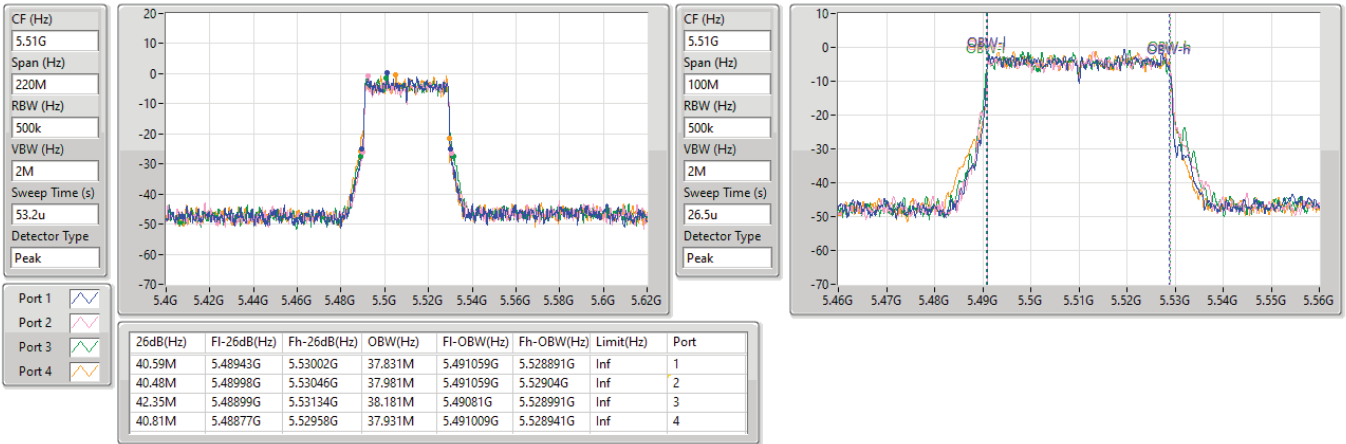 CF (Hz)
5.51G
Span (Hz)
220M
RBW (Hz)
500k
VBW (Hz)
2M
Sweep Time (s)
53.2u
Detector Type
Peak
Port 1
Port 2
Port 3
Port 4
20
10
0
-10
-20
-30
-40
-50
-60
-70
5.4G 5.42G 5.44G 5.46G 5.48G 5.5G 5.52G 5.54G 5.56G 5.58G 5.6G 5.62G
CF (Hz)
5.51G
Span (Hz)
100M
RBW (Hz)
500k
VBW (Hz)
2M
Sweep Time (s)
26.5u
Detector Type
Peak
10
0
-10
-20
-30
-40
-50
-60
-70
OBW-l
OBW-h
5.46G 5.47G 5.48G 5.49G 5.5G 5.51G 5.52G 5.53G 5.54G 5.55G 5.56G
26dB(Hz) Fl-26dB(Hz) Fh-26dB(Hz) OBW(Hz) Fl-OBW(Hz) Fh-OBW(Hz) Limit(Hz) Port
40.59M 5.48943G 5.53002G 37.831M 5.491059G 5.528891G Inf 1
40.48M 5.48998G 5.53046G 37.981M 5.491059G 5.52904G Inf 2
42.35M 5.48899G 5.53134G 38.181M 5.49081G 5.528991G Inf 3
40.81M 5.48877G 5.52958G 37.931M 5.491009G 5.528941G Inf 4